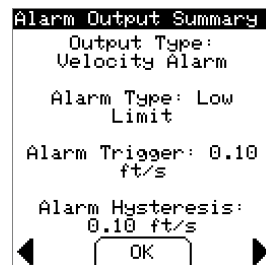 Alarm Output Summary
Output Type:
Velocity Alarm
Alarm Type: Low
Limit
Alarm Trigger: 0.10
ft/s
Alarm Hysteresis:
0.10 ft/s
OK